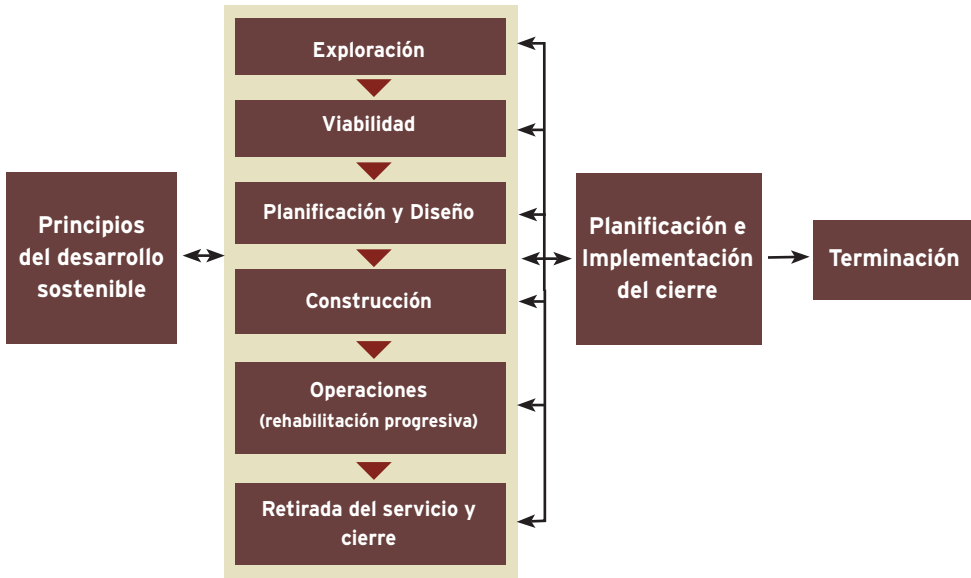 Principios
del desarrollo
sostenible
Exploración
Viabilidad
Planificación y Diseño
Construcción
Operaciones
(rehabilitación progresiva)
Retirada del servicio y
cierre
Planificación e
Implementación
del cierre
Terminación